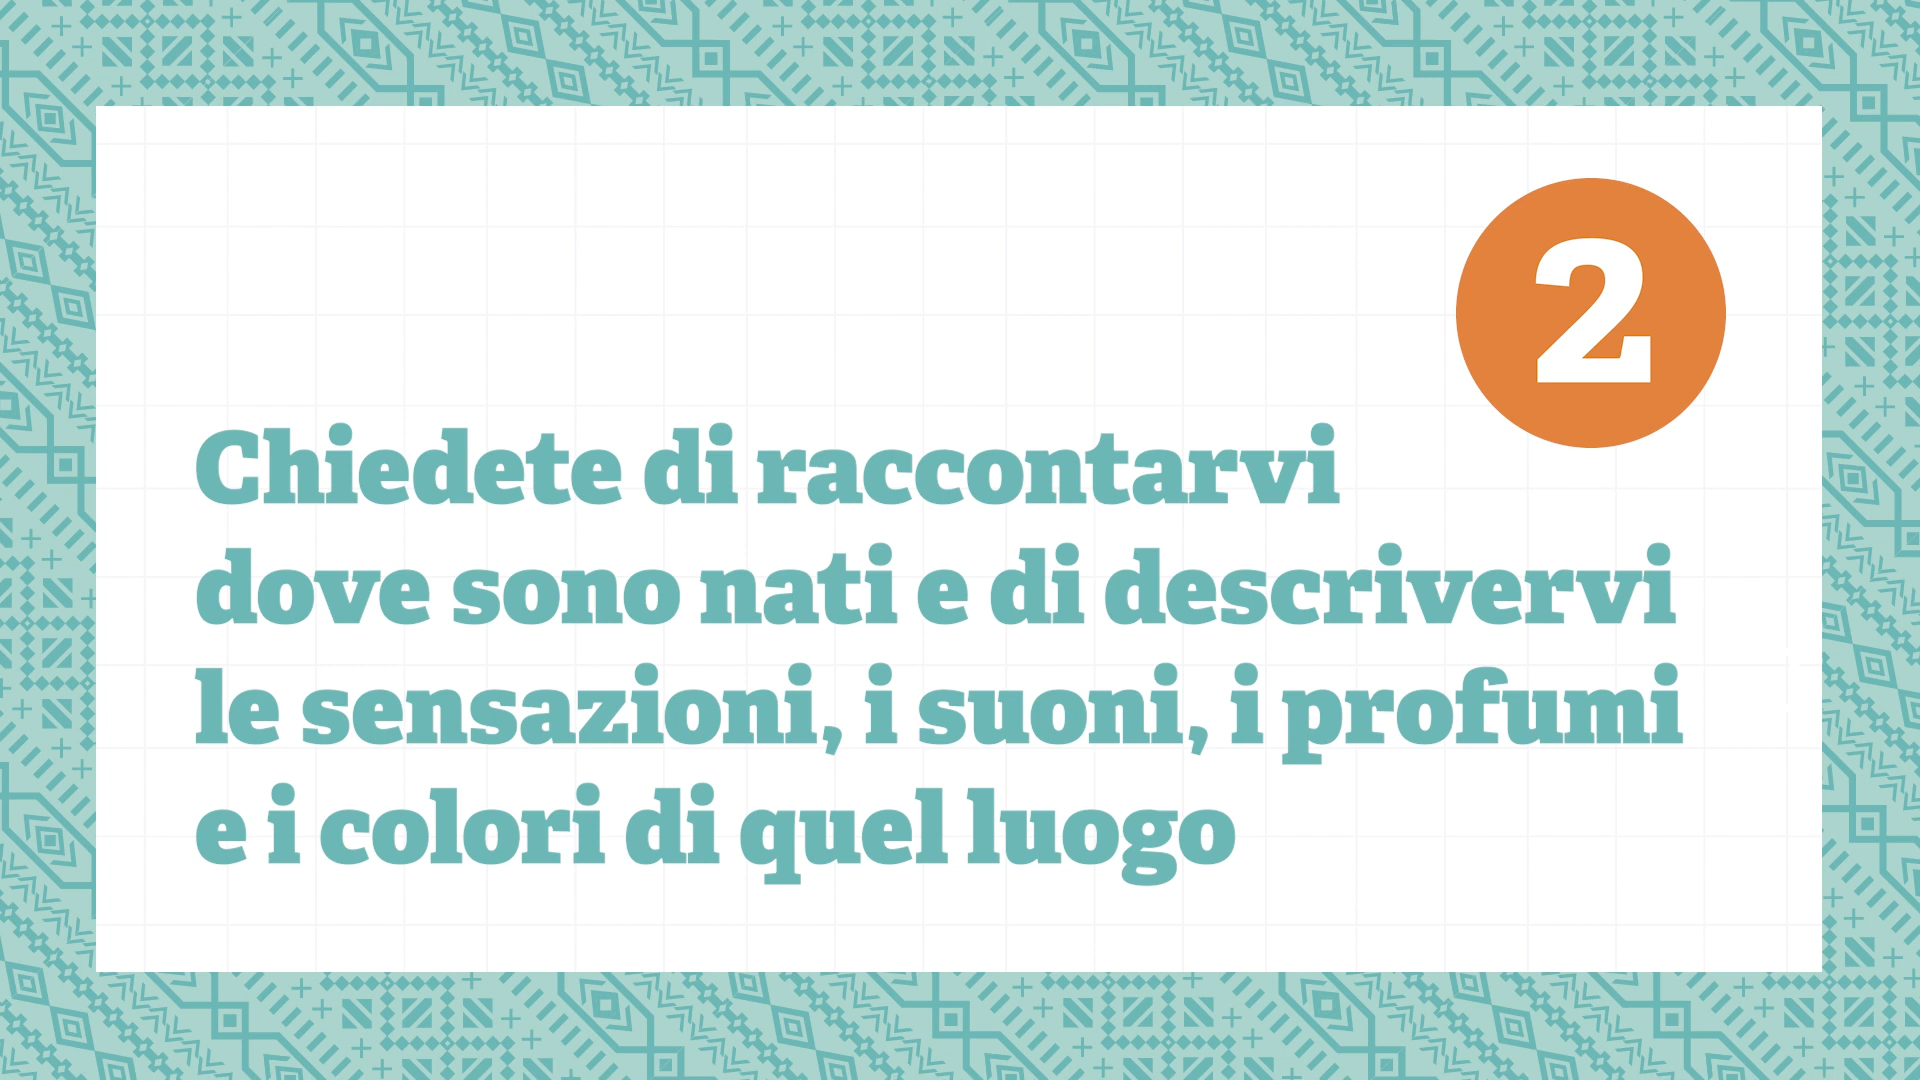 2
Chiedete di raccontarvi
dove sono nati e di descrivervi
le sensazioni, i suoni, i profumi
e i colori di quel luogo